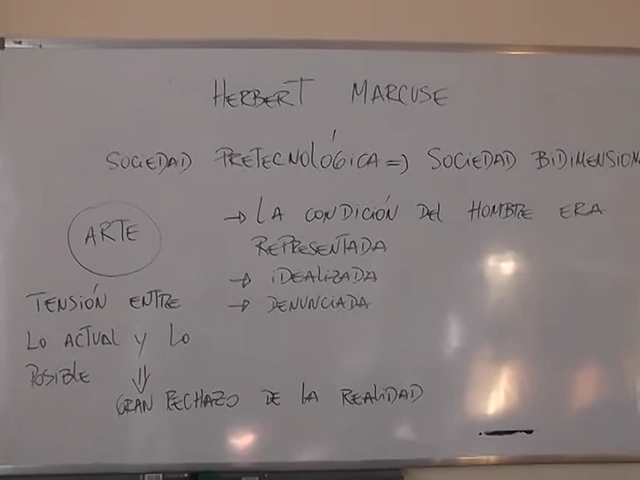 HERBERT MARCUSE
SOCIEDAD PRETECNOLÓGICA => SOCIEDAD BIDIMENSION
ARTE
→ LA CONDICIÓN DEL HOMBRE ERA
REPRESENTADA
→ IDEALIZADA
→ DENUNCIADA
TENSIÓN ENTRE
LO ACTUAL Y LO
POSIBLE
⇓
GRAN RECHAZO DE LA REALIDAD